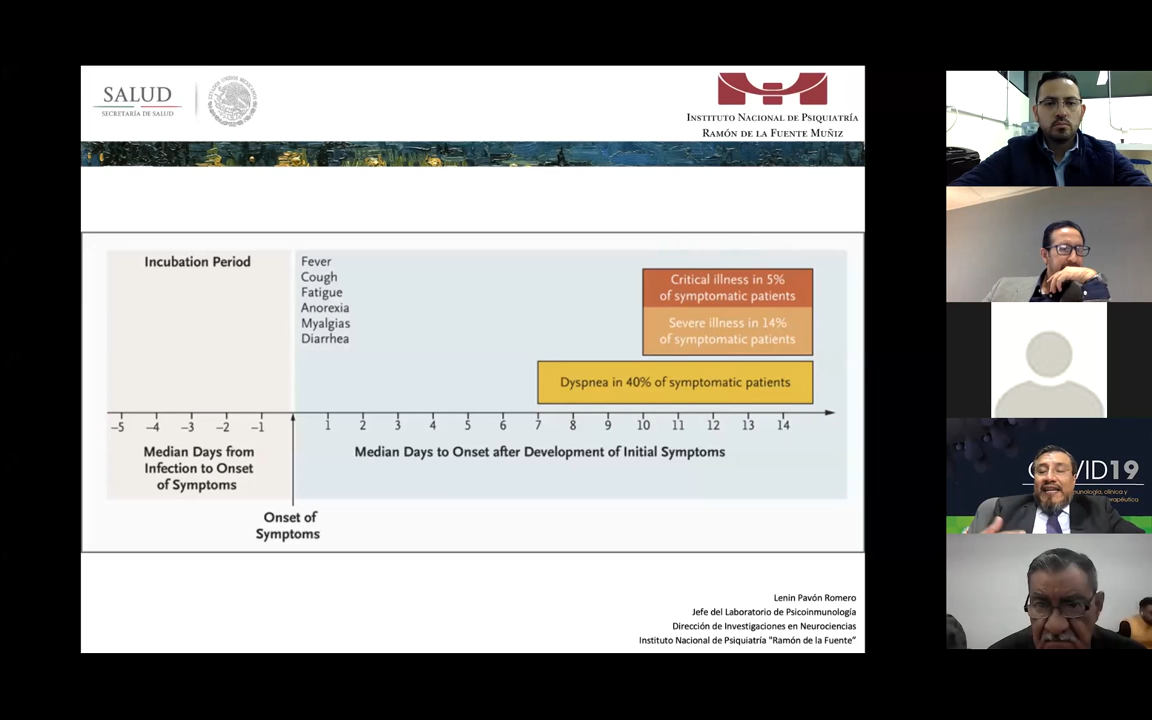 SALUD
SECRETARÍA DE SALUD
INSTITUTO NACIONAL DE PSIQUIATRÍA
RAMÓN DE LA FUENTE MUÑIZ
Incubation Period
Fever
Cough
Fatigue
Anorexia
Myalgias
Diarrhea
Critical illness in 5%
of symptomatic patients
Severe illness in 14%
of symptomatic patients
Dyspnea in 40% of symptomatic patients
–5 –4 –3 –2 –1 1 2 3 4 5 6 7 8 9 10 11 12 13 14
Median Days from
Infection to Onset
of Symptoms
Median Days to Onset after Development of Initial Symptoms
Onset of
Symptoms
Lenin Pavón Romero
Jefe del Laboratorio de Psicoinmunología
Dirección de Investigaciones en Neurociencias
Instituto Nacional de Psiquiatría "Ramón de la Fuente"
VID19
clínica y